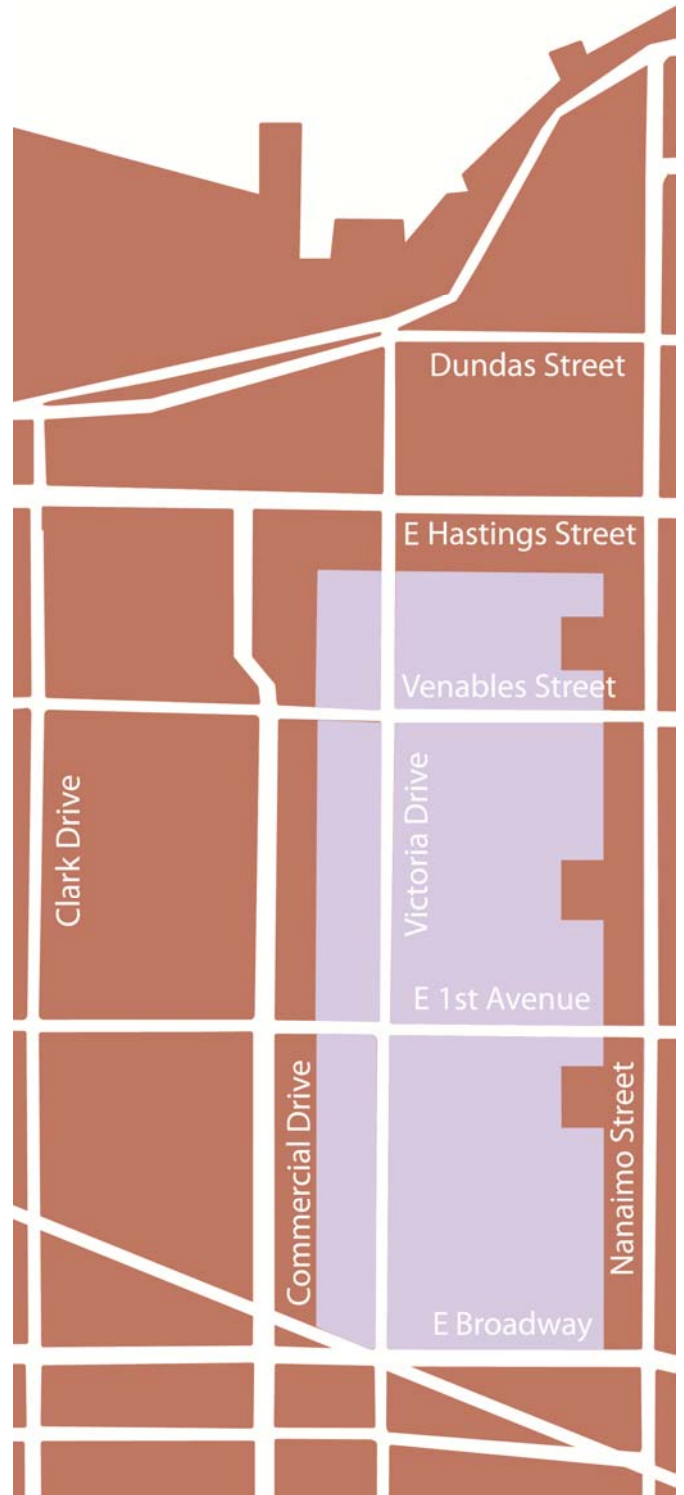 Dundas Street
E Hastings Street
Venables Street
Clark Drive
Victoria Drive
E 1st Avenue
Commercial Drive
Nanaimo Street
E Broadway